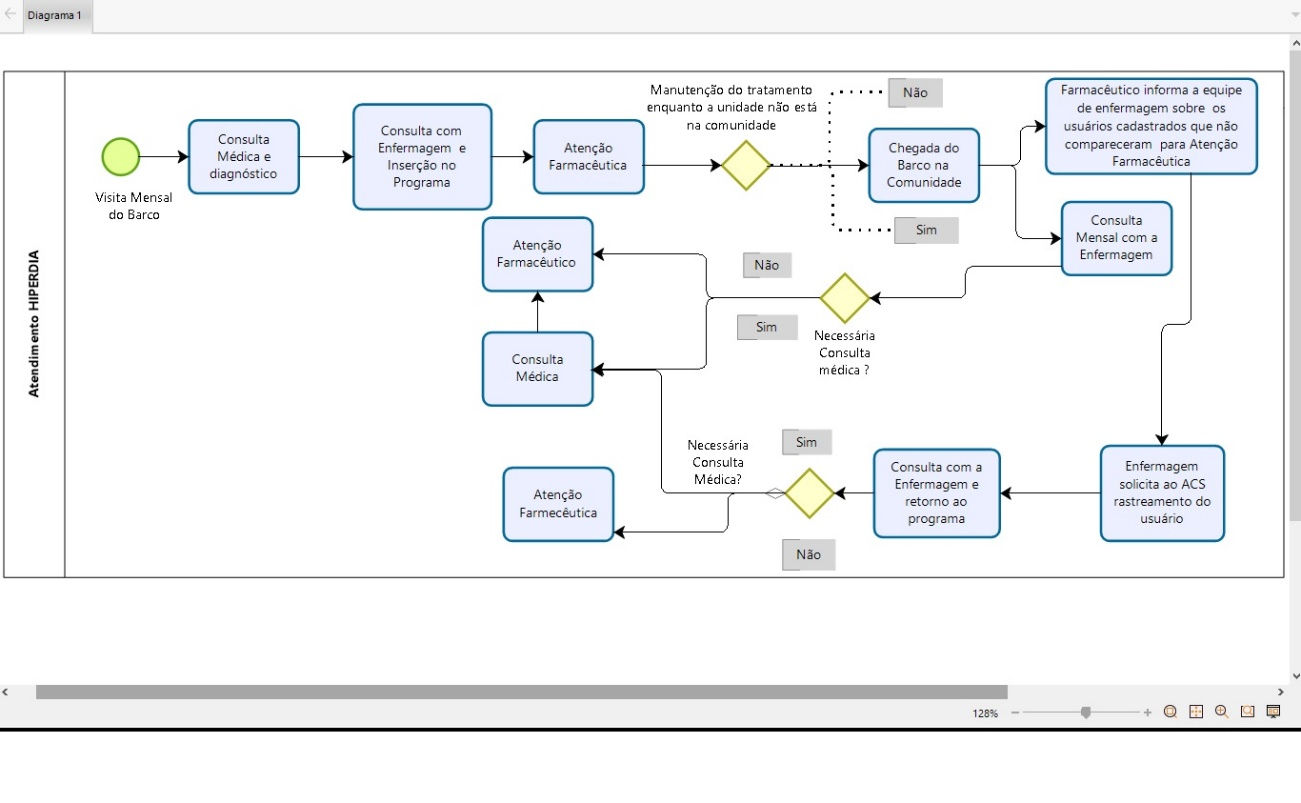 Diagrama 1
Atendimento HIPERDIA
Visita Mensal
do Barco
Consulta
Médica e
diagnóstico
Consulta com
Enfermagem e
Inserção no
Programa
Atenção
Farmacêutica
Manutenção do tratamento
enquanto a unidade não está
na comunidade
Não
Sim
Chegada do
Barco na
Comunidade
Farmacêutico informa a equipe
de enfermagem sobre os
usuários cadastrados que não
compareceram para Atenção
Farmacêutica
Consulta
Mensal com a
Enfermagem
Necessária
Consulta
médica ?
Não
Sim
Atenção
Farmacêutico
Consulta
Médica
Enfermagem
solicita ao ACS
rastreamento do
usuário
Consulta com a
Enfermagem e
retorno ao
programa
Necessária
Consulta
Médica?
Sim
Não
Atenção
Farmecêutica
128%